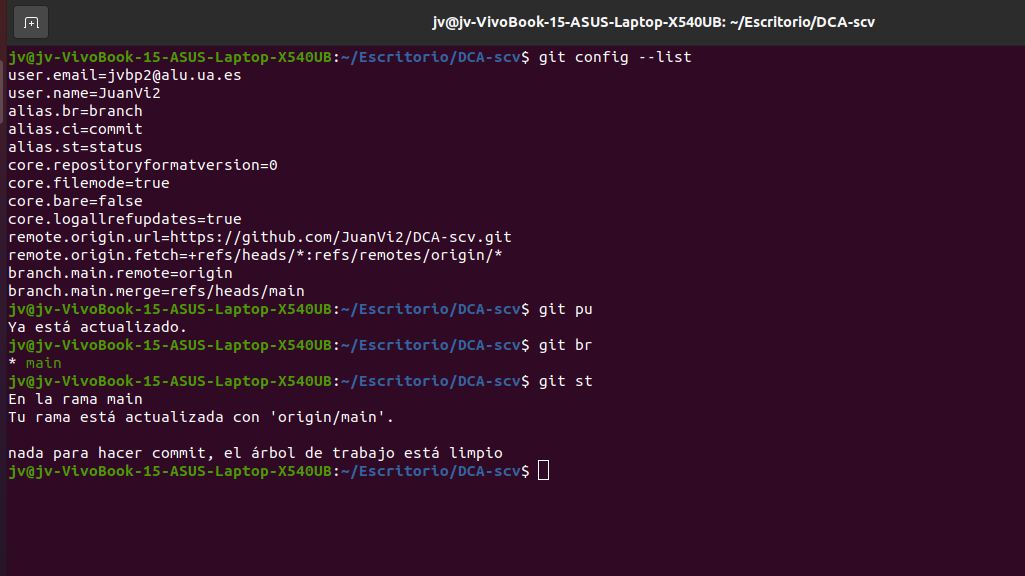 jv@jv-VivoBook-15-ASUS-Laptop-X540UB: ~/Escritorio/DCA-scv
jv@jv-VivoBook-15-ASUS-Laptop-X540UB:~/Escritorio/DCA-scv$ git config --list
user.email=jvbp2@alu.ua.es
user.name=JuanVi2
alias.br=branch
alias.ci=commit
alias.st=status
core.repositoryformatversion=0
core.filemode=true
core.bare=false
core.logallrefupdates=true
remote.origin.url=https://github.com/JuanVi2/DCA-scv.git
remote.origin.fetch=+refs/heads/*:refs/remotes/origin/*
branch.main.remote=origin
branch.main.merge=refs/heads/main
jv@jv-VivoBook-15-ASUS-Laptop-X540UB:~/Escritorio/DCA-scv$ git pu
Ya está actualizado.
jv@jv-VivoBook-15-ASUS-Laptop-X540UB:~/Escritorio/DCA-scv$ git br
* main
jv@jv-VivoBook-15-ASUS-Laptop-X540UB:~/Escritorio/DCA-scv$ git st
En la rama main
Tu rama está actualizada con 'origin/main'.
nada para hacer commit, el árbol de trabajo está limpio
jv@jv-VivoBook-15-ASUS-Laptop-X540UB:~/Escritorio/DCA-scv$